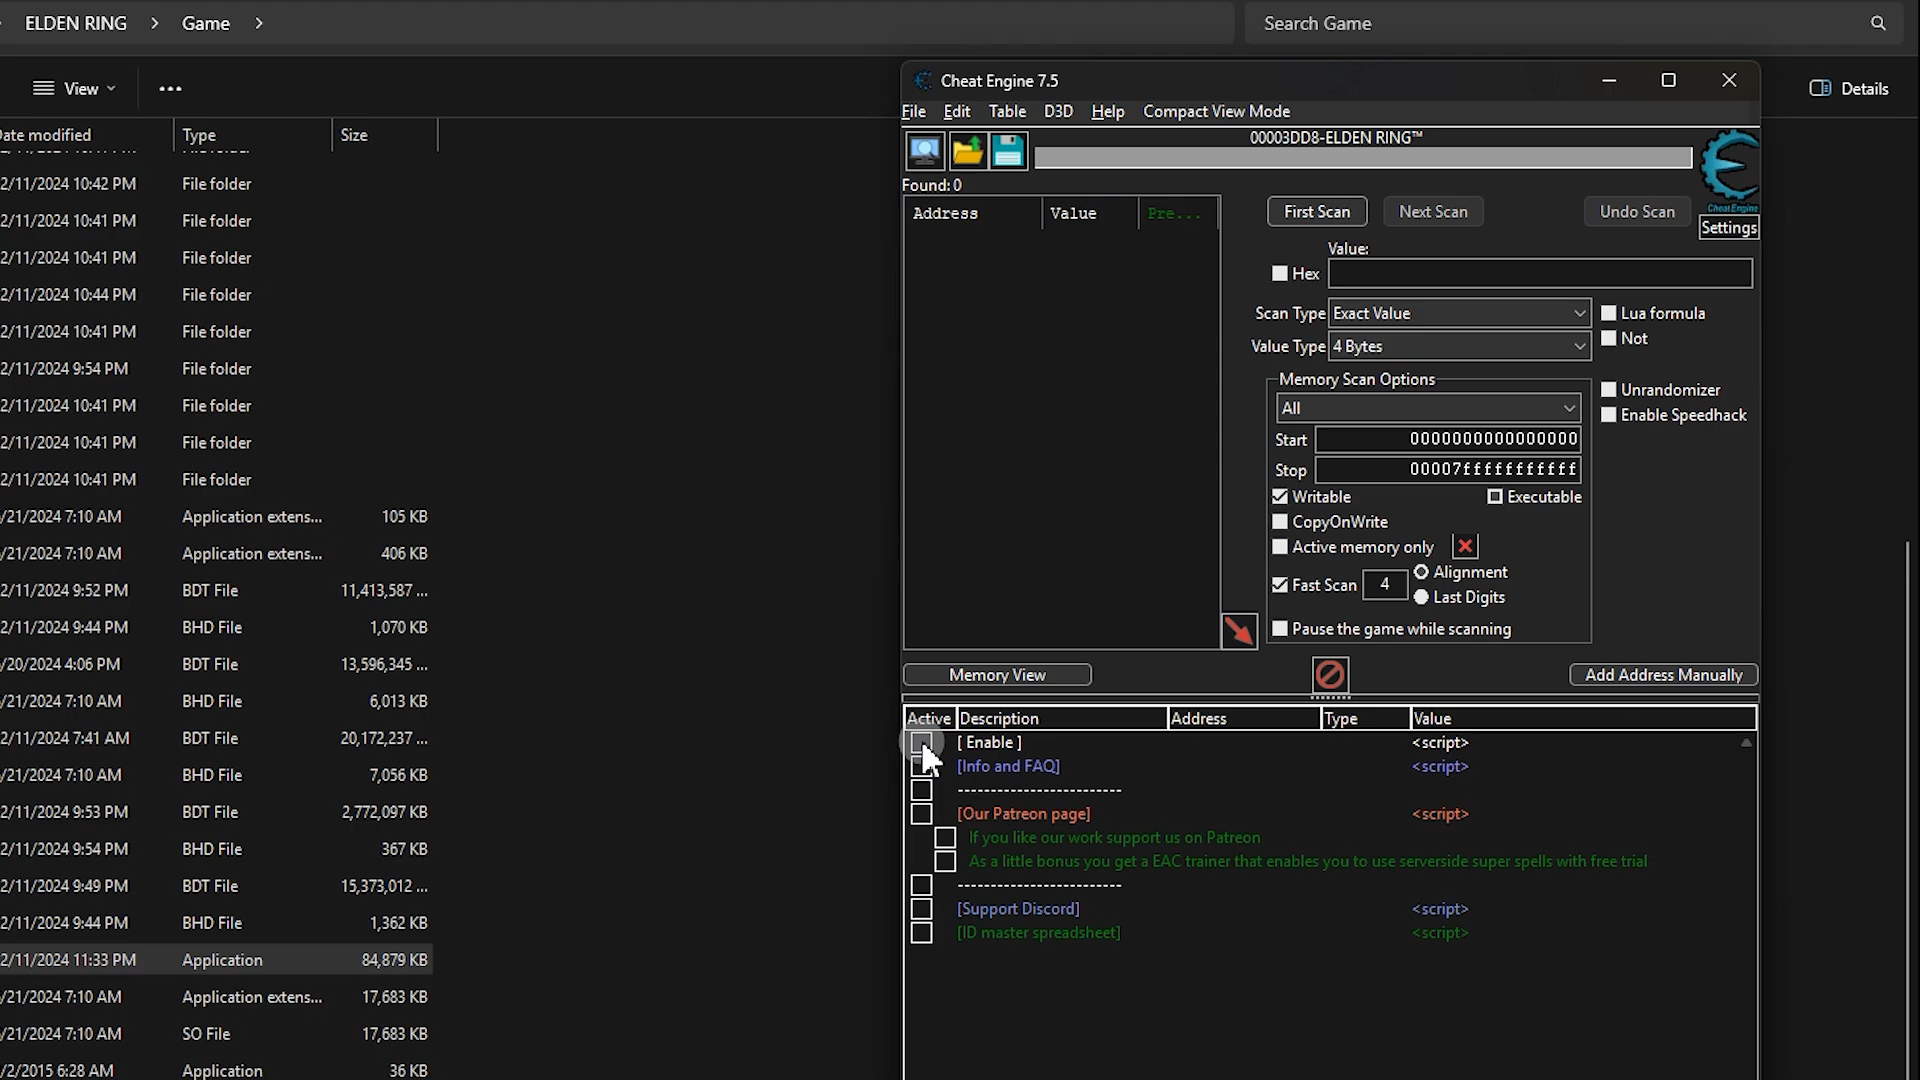 ELDEN RING > Game >
Search Game
View
Details
Date modified Type Size
2/11/2024 10:42 PM File folder
2/11/2024 10:41 PM File folder
2/11/2024 10:41 PM File folder
2/11/2024 10:44 PM File folder
2/11/2024 10:41 PM File folder
2/11/2024 9:54 PM File folder
2/11/2024 10:41 PM File folder
2/11/2024 10:41 PM File folder
2/11/2024 10:41 PM File folder
/21/2024 7:10 AM Application extens... 105 KB
/21/2024 7:10 AM Application extens... 406 KB
2/11/2024 9:52 PM BDT File 11,413,587 ...
2/11/2024 9:44 PM BHD File 1,070 KB
/20/2024 4:06 PM BDT File 13,596,345 ...
/21/2024 7:10 AM BHD File 6,013 KB
2/11/2024 7:41 AM BDT File 20,172,237 ...
/21/2024 7:10 AM BHD File 7,056 KB
2/11/2024 9:53 PM BDT File 2,772,097 KB
2/11/2024 9:54 PM BHD File 367 KB
2/11/2024 9:49 PM BDT File 15,373,012 ...
2/11/2024 9:44 PM BHD File 1,362 KB
2/11/2024 11:33 PM Application 84,879 KB
/21/2024 7:10 AM Application extens... 17,683 KB
/21/2024 7:10 AM SO File 17,683 KB
/2/2015 6:28 AM Application 36 KB
Cheat Engine 7.5
File Edit Table D3D Help Compact View Mode
00003DD8-ELDEN RING™
Cheat Engine
Settings
Found: 0
Address Value Pre...
First Scan Next Scan Undo Scan
Value:
Hex
Scan Type Exact Value
Lua formula
Value Type 4 Bytes
Not
Memory Scan Options
All
Unrandomizer
Enable Speedhack
Start 0000000000000000
Stop 00007fffffffffff
Writable Executable
CopyOnWrite
Active memory only
Fast Scan 4 Alignment
Last Digits
Pause the game while scanning
Memory View
Add Address Manually
Active Description Address Type Value
[ Enable ] <script>
[Info and FAQ] <script>
-------------------------
[Our Patreon page] <script>
If you like our work support us on Patreon
As a little bonus you get a EAC trainer that enables you to use serverside super spells with free trial
-------------------------
[Support Discord] <script>
[ID master spreadsheet] <script>